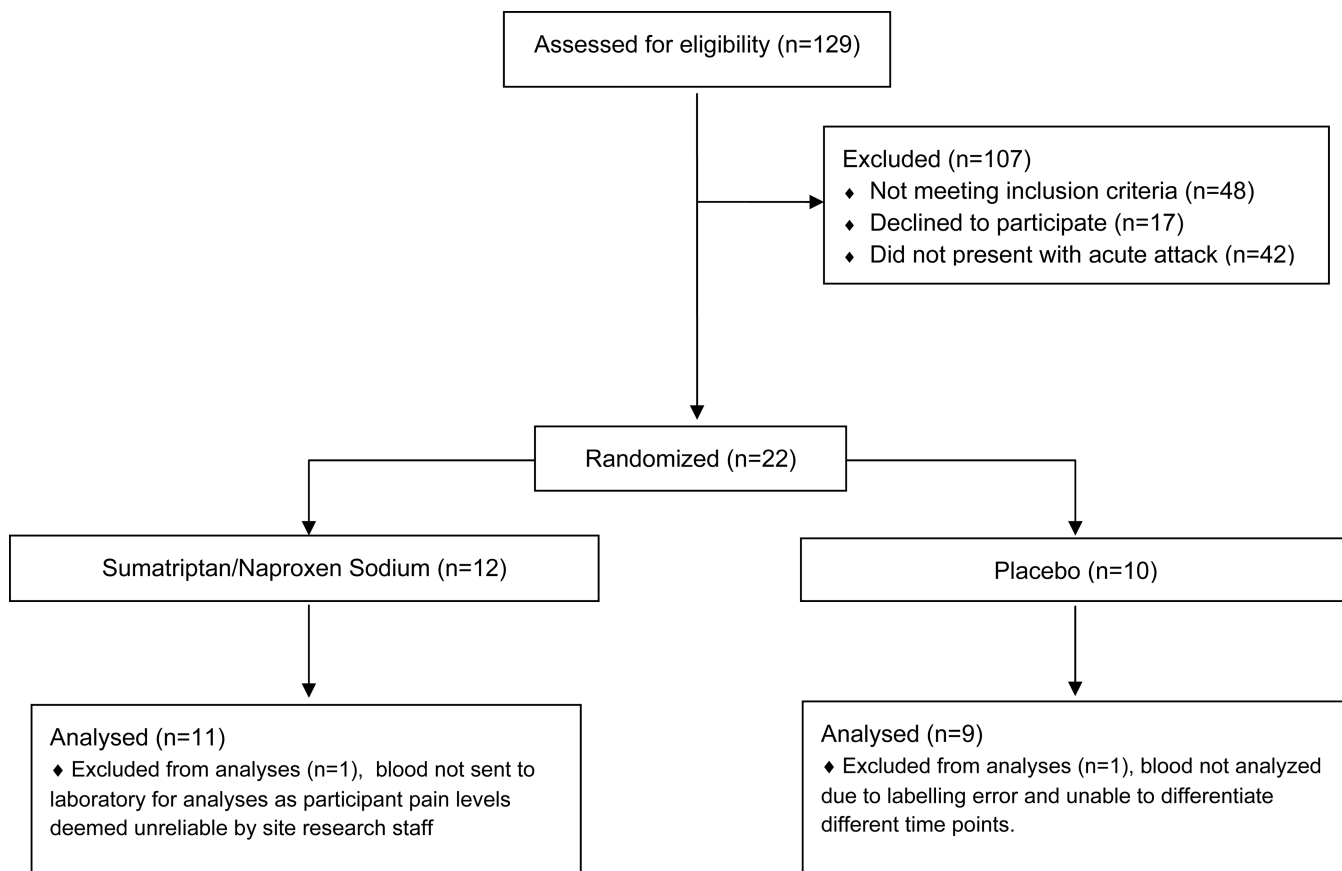 Assessed for eligibility (n=129)
Excluded (n=107)
♦ Not meeting inclusion criteria (n=48)
♦ Declined to participate (n=17)
♦ Did not present with acute attack (n=42)
Randomized (n=22)
Sumatriptan/Naproxen Sodium (n=12)
Placebo (n=10)
Analysed (n=11)
♦ Excluded from analyses (n=1), blood not sent to
laboratory for analyses as participant pain levels
deemed unreliable by site research staff
Analysed (n=9)
♦ Excluded from analyses (n=1), blood not analyzed
due to labelling error and unable to differentiate
different time points.